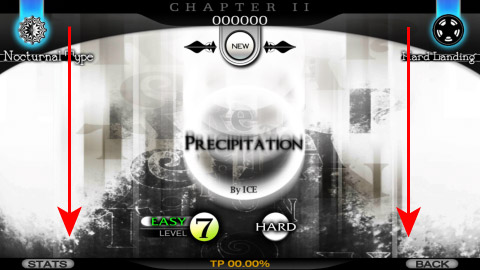 CHAPTER II
000000
NEW
Nocturnal Type
Hard Landing
PRECIPITATION
By ICE
EASY
LEVEL 7
HARD
STATS
TP 00.00%
BACK